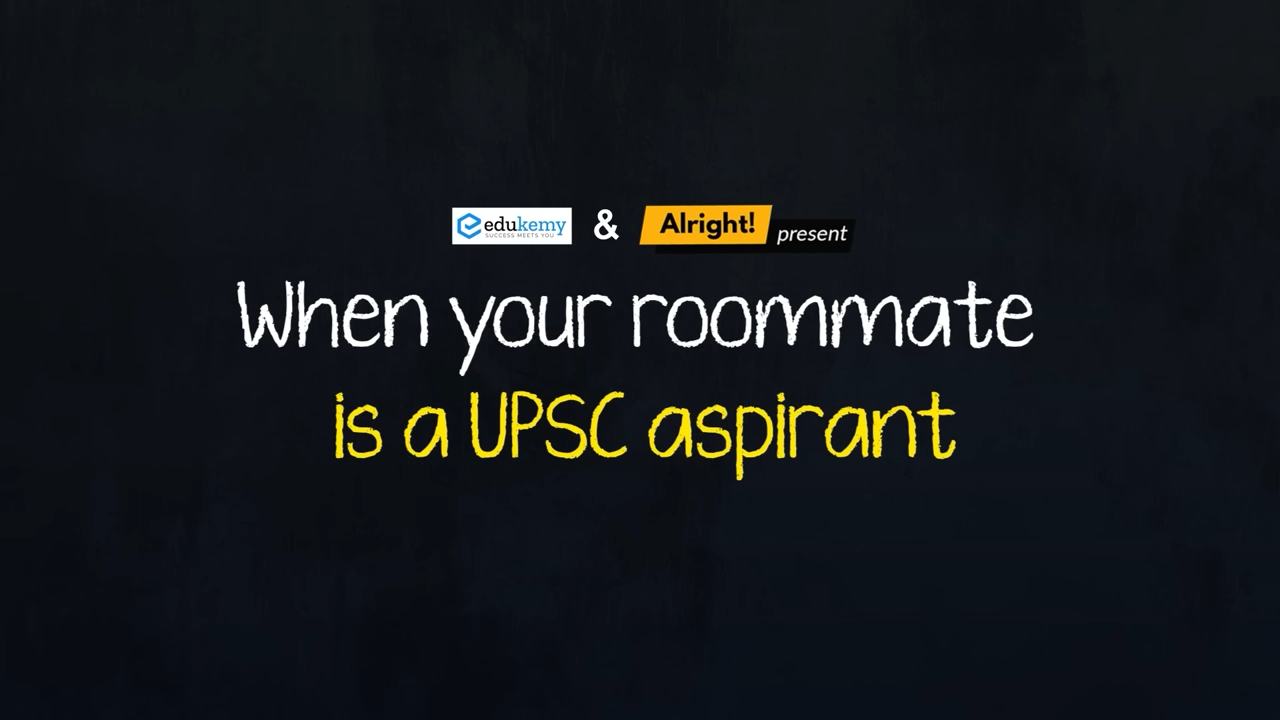 edukemy & Alright! present
SUCCESS MEETS YOU
When your roommate
is a UPSC aspirant